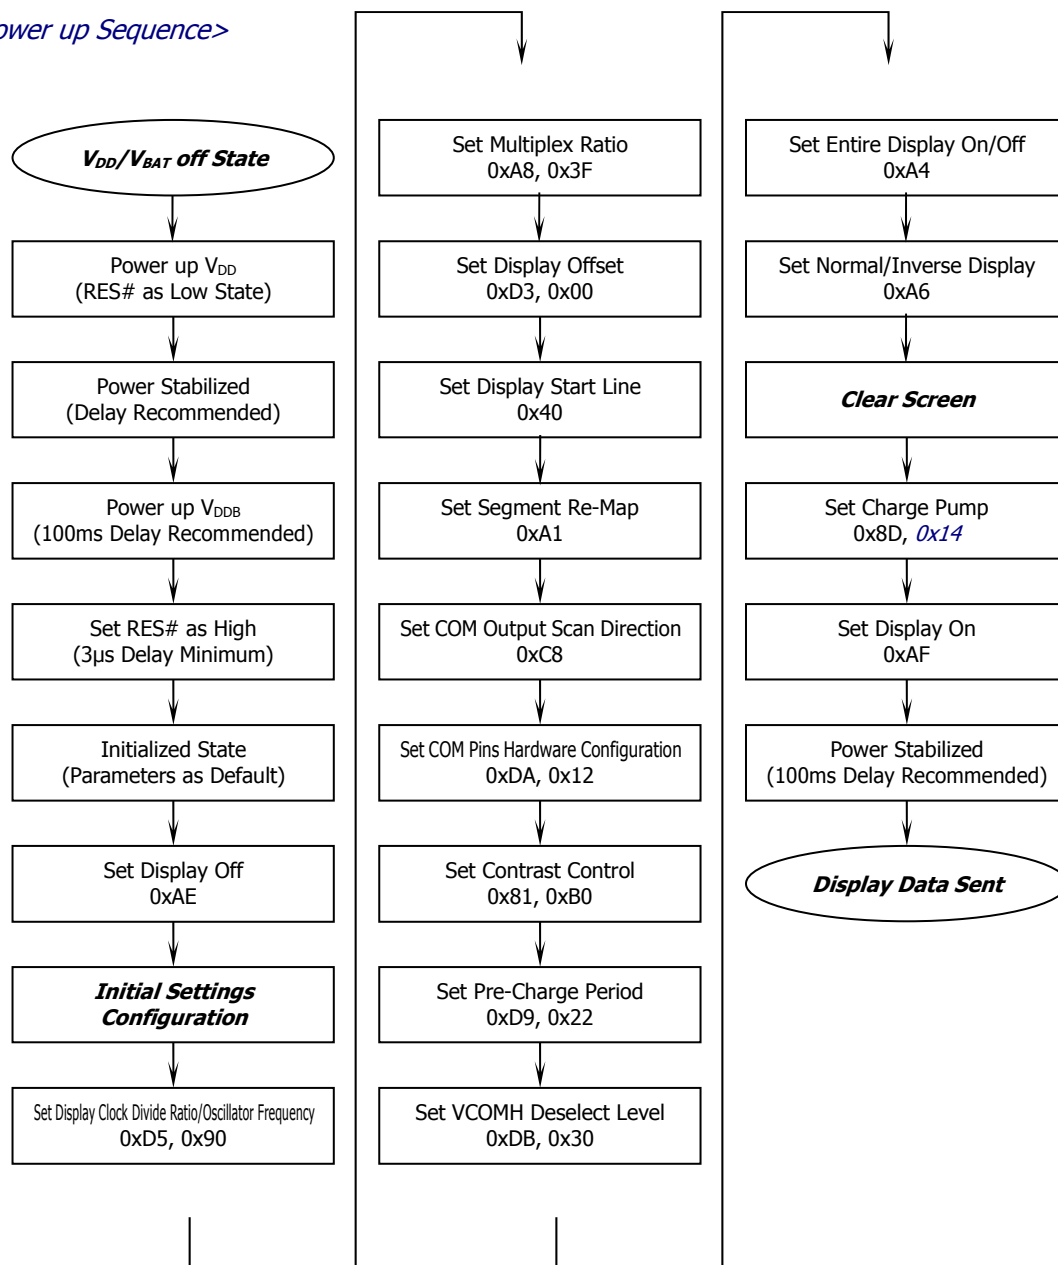 ower up Sequence>
VDD/VBAT off State
Power up VDD
(RES# as Low State)
Power Stabilized
(Delay Recommended)
Power up VDDB
(100ms Delay Recommended)
Set RES# as High
(3μs Delay Minimum)
Initialized State
(Parameters as Default)
Set Display Off
0xAE
Initial Settings
Configuration
Set Display Clock Divide Ratio/Oscillator Frequency
0xD5, 0x90
Set Multiplex Ratio
0xA8, 0x3F
Set Display Offset
0xD3, 0x00
Set Display Start Line
0x40
Set Segment Re-Map
0xA1
Set COM Output Scan Direction
0xC8
Set COM Pins Hardware Configuration
0xDA, 0x12
Set Contrast Control
0x81, 0xB0
Set Pre-Charge Period
0xD9, 0x22
Set VCOMH Deselect Level
0xDB, 0x30
Set Entire Display On/Off
0xA4
Set Normal/Inverse Display
0xA6
Clear Screen
Set Charge Pump
0x8D, 0x14
Set Display On
0xAF
Power Stabilized
(100ms Delay Recommended)
Display Data Sent